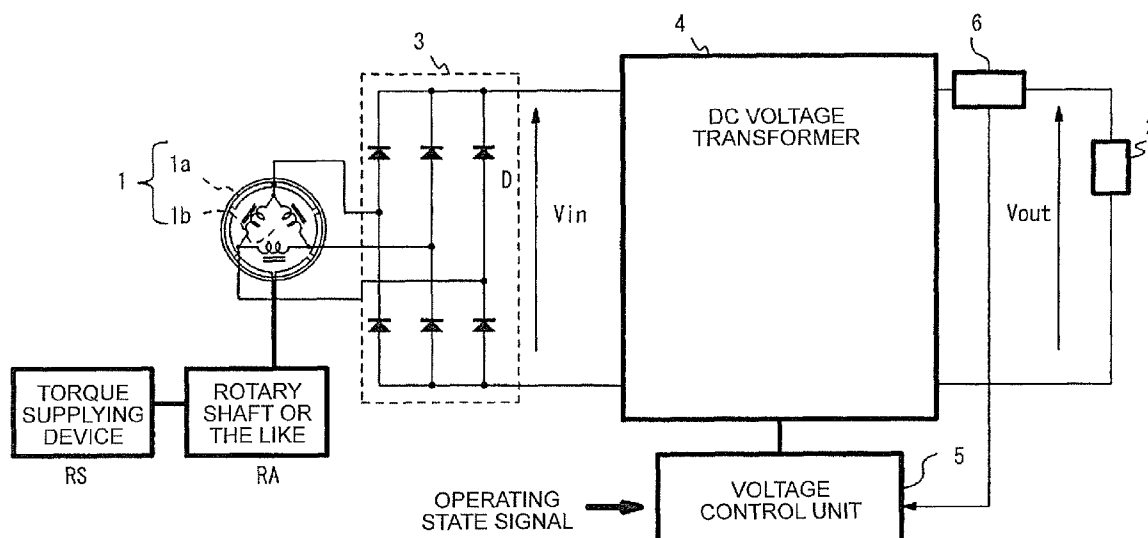 3
4
6
DC VOLTAGE
TRANSFORMER
1
1a
1b
D
Vin
Vout
TORQUE
SUPPLYING
DEVICE
RS
ROTARY
SHAFT OR
THE LIKE
RA
5
OPERATING
STATE SIGNAL
VOLTAGE
CONTROL UNIT